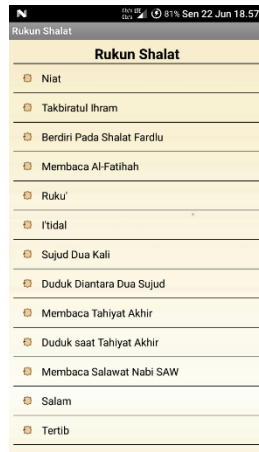 81% Sen 22 Jun 18.57
Rukun Shalat
Rukun Shalat
Niat
Takbiratul Ihram
Berdiri Pada Shalat Fardlu
Membaca Al-Fatihah
Ruku'
I'tidal
Sujud Dua Kali
Duduk Diantara Dua Sujud
Membaca Tahiyat Akhir
Duduk saat Tahiyat Akhir
Membaca Salawat Nabi SAW
Salam
Tertib